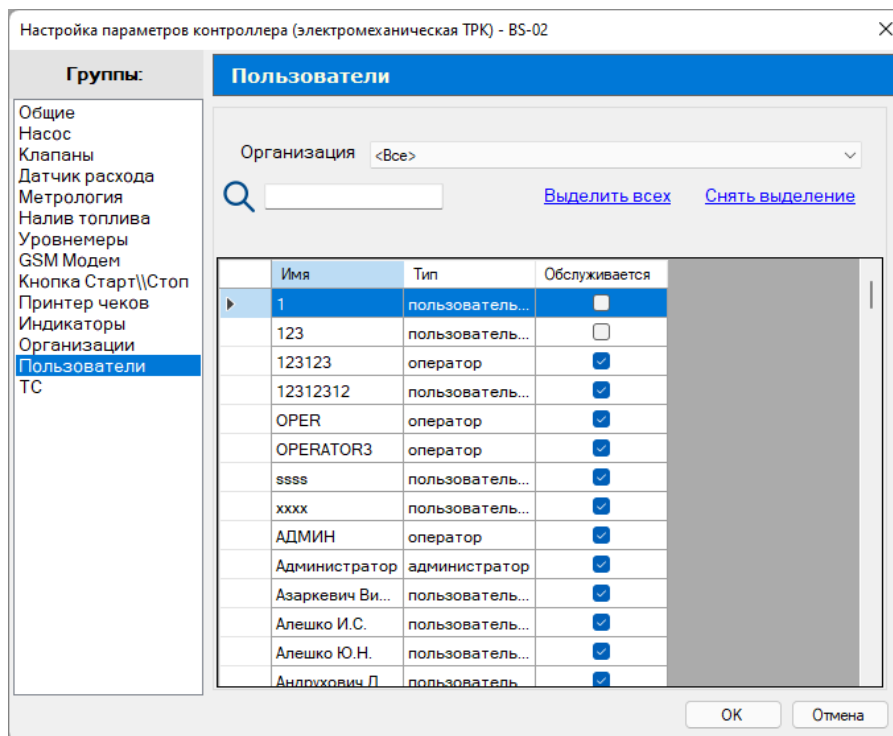 Настройка параметров контроллера (электромеханическая ТРК) - BS-02
Группы:
Пользователи
Общие
Насос
Клапаны
Датчик расхода
Метрология
Налив топлива
Уровнемеры
GSM Модем
Кнопка Старт\\Стоп
Принтер чеков
Индикаторы
Организации
Пользователи
ТС
Организация <Все>
Выделить всех Снять выделение
Имя Тип Обслуживается
1 пользователь...
123 пользователь...
123123 оператор
12312312 пользователь...
OPER оператор
OPERATOR3 оператор
ssss пользователь...
xxxx пользователь...
АДМИН оператор
Администратор администратор
Азаркевич Ви... пользователь...
Алешко И.С. пользователь...
Алешко Ю.Н. пользователь...
Андрухович Д пользователь
OK Отмена